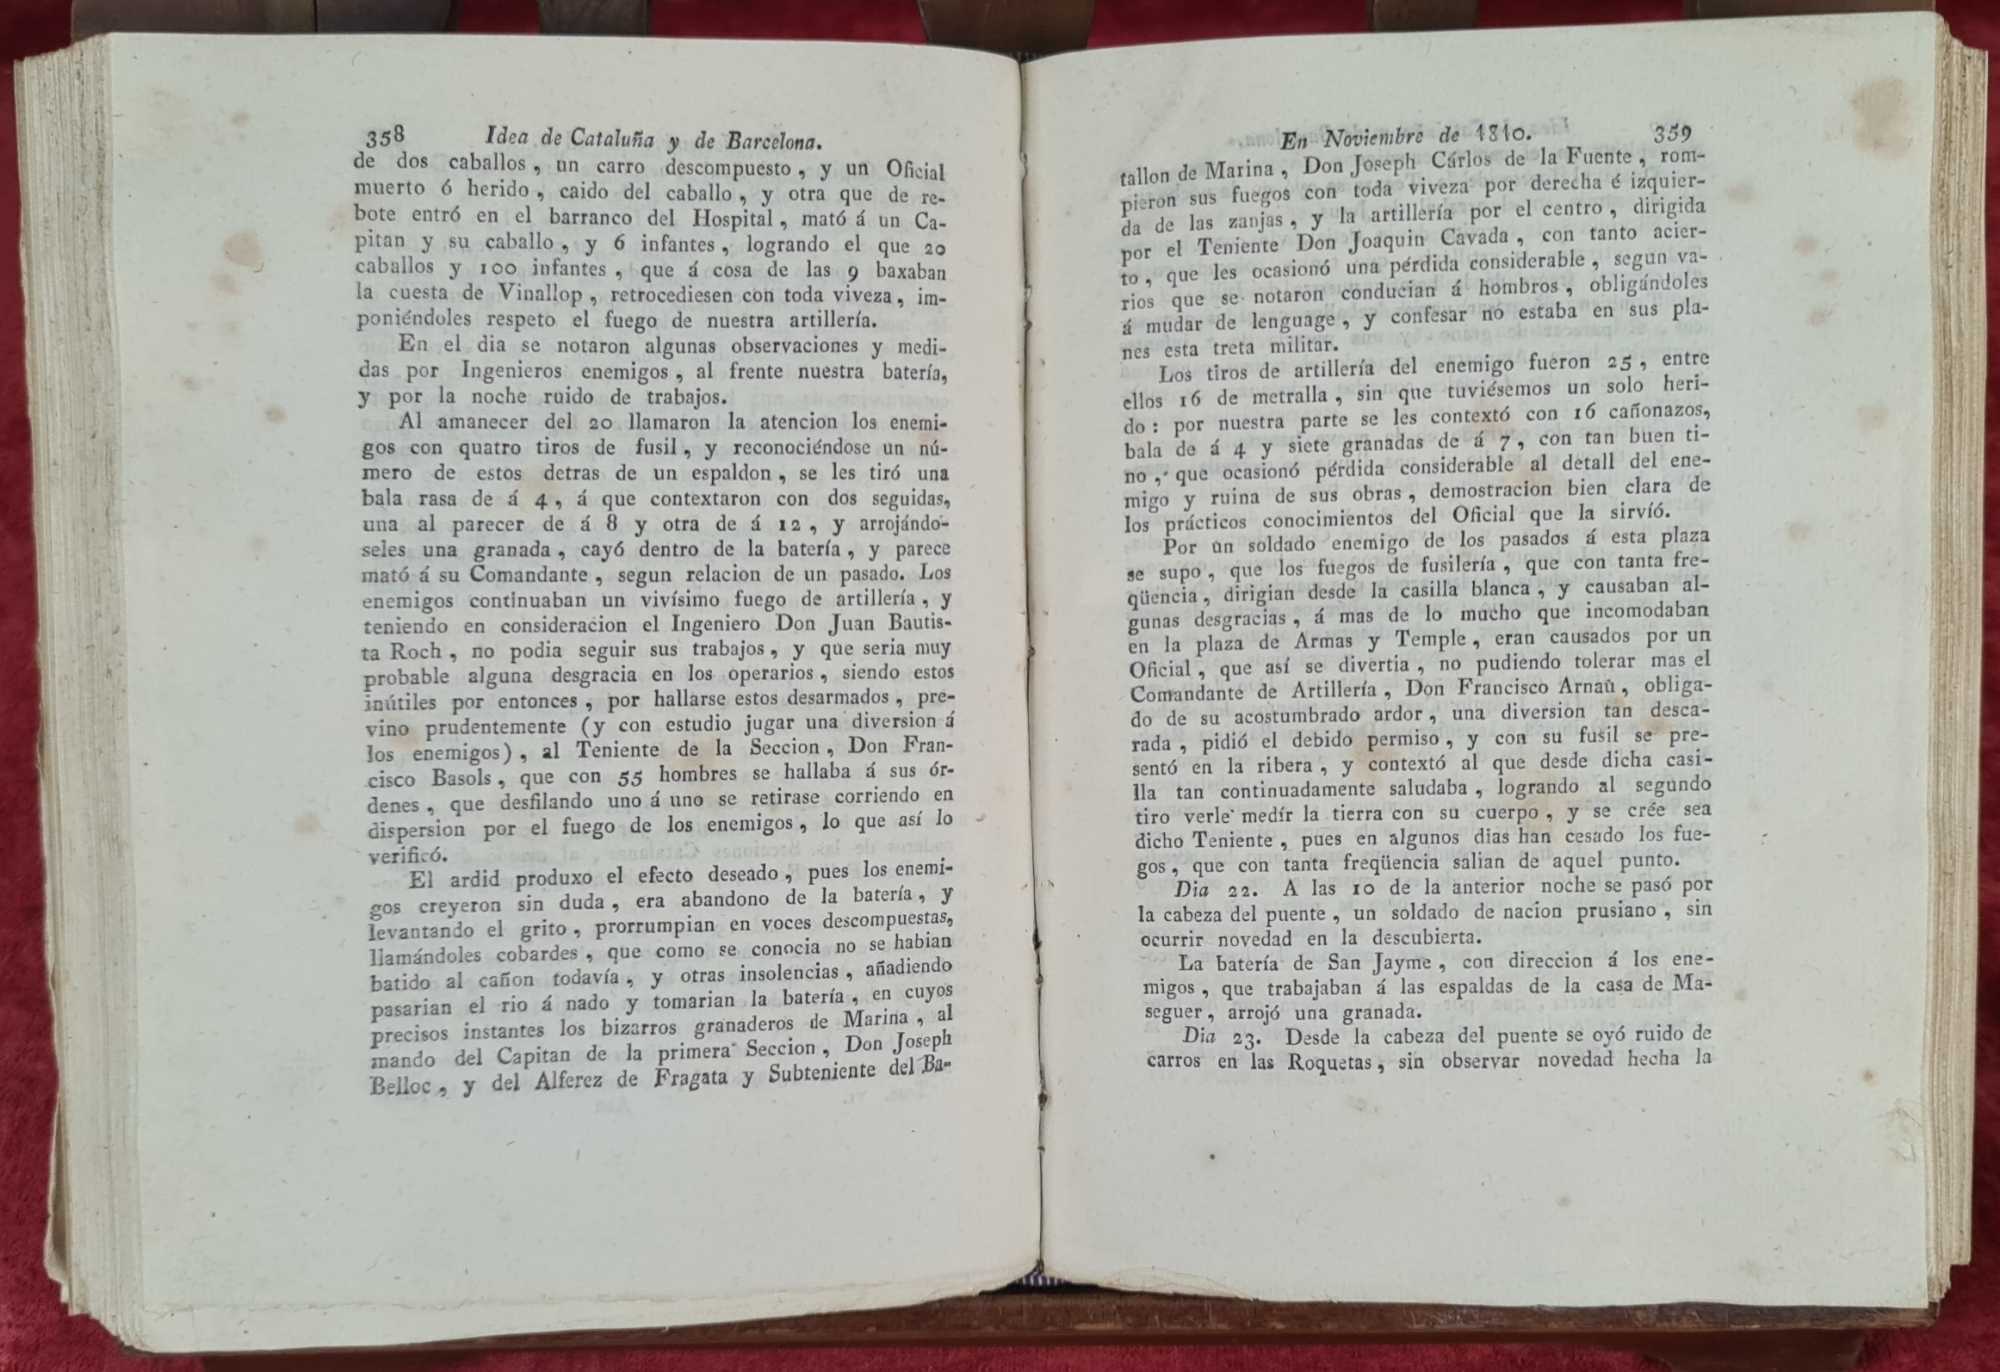 358 Idea de Cataluña y de Barcelona.
de dos caballos, un carro descompuesto, y un Oficial
muerto ó herido, caido del caballo, y otra que de re-
bote entró en el barranco del Hospital, mató á un Ca-
pitan y su caballo, y 6 infantes, logrando el que 20
caballos y 100 infantes, que á cosa de las 9 baxaban
la cuesta de Vinallop, retrocediesen con toda viveza, im-
poniéndoles respeto el fuego de nuestra artillería.
En el dia se notaron algunas observaciones y medi-
das por Ingenieros enemigos, al frente nuestra batería,
y por la noche ruido de trabajos.
Al amanecer del 20 llamaron la atencion los enemi-
gos con quatro tiros de fusil, y reconociéndose un nú-
mero de estos detras de un espaldon, se les tiró una
bala rasa de á 4, á que contextaron con dos seguidas,
una al parecer de á 8 y otra de á 12, y arrojándo-
seles una granada, cayó dentro de la batería, y parece
mató á su Comandante, segun relacion de un pasado. Los
enemigos continuaban un vivísimo fuego de artillería, y
teniendo en consideracion el Ingeniero Don Juan Bautis-
ta Roch, no podia seguir sus trabajos, y que seria muy
probable alguna desgracia en los operarios, siendo estos
inútiles por entonces, por hallarse estos desarmados, pre-
vino prudentemente (y con estudio jugar una diversion á
los enemigos), al Teniente de la Seccion, Don Fran-
cisco Basols, que con 55 hombres se hallaba á sus ór-
denes, que desfilando uno á uno se retirase corriendo en
dispersion por el fuego de los enemigos, lo que así lo
verificó.
El ardid produxo el efecto deseado, pues los enemi-
gos creyeron sin duda, era abandono de la batería, y
levantando el grito, prorrumpian en voces descompuestas,
llamándoles cobardes, que como se conocia no se habian
batido al cañon todavía, y otras insolencias, añadiendo
pasarian el rio á nado y tomarian la batería, en cuyos
precisos instantes los bizarros granaderos de Marina, al
mando del Capitan de la primera Seccion, Don Joseph
Belloc, y del Alferez de Fragata y Subteniente del Ba-
En Noviembre de 1810. 359
tallon de Marina, Don Joseph Cárlos de la Fuente, rom-
pieron sus fuegos con toda viveza por derecha é izquier-
da de las zanjas, y la artillería por el centro, dirigida
por el Teniente Don Joaquin Cavada, con tanto acier-
to, que les ocasionó una pérdida considerable, segun va-
rios que se notaron conducian á hombros, obligándoles
á mudar de lenguage, y confesar no estaba en sus pla-
nes esta treta militar.
Los tiros de artillería del enemigo fueron 25, entre
ellos 16 de metralla, sin que tuviésemos un solo heri-
do: por nuestra parte se les contextó con 16 cañonazos,
bala de á 4 y siete granadas de á 7, con tan buen ti-
no, que ocasionó pérdida considerable al detall del ene-
migo y ruina de sus obras, demostracion bien clara de
los prácticos conocimientos del Oficial que la sirvió.
Por un soldado enemigo de los pasados á esta plaza
se supo, que los fuegos de fusilería, que con tanta fre-
qüencia, dirigian desde la casilla blanca, y causaban al-
gunas desgracias, á mas de lo mucho que incomodaban
en la plaza de Armas y Temple, eran causados por un
Oficial, que así se divertia, no pudiendo tolerar mas el
Comandante de Artillería, Don Francisco Arnaù, obliga-
do de su acostumbrado ardor, una diversion tan desca-
rada, pidió el debido permiso, y con su fusil se pre-
sentó en la ribera, y contextó al que desde dicha casi-
lla tan continuadamente saludaba, logrando al segundo
tiro verle medír la tierra con su cuerpo, y se crée sea
dicho Teniente, pues en algunos dias han cesado los fue-
gos, que con tanta freqüencia salian de aquel punto.
Dia 22. A las 10 de la anterior noche se pasó por
la cabeza del puente, un soldado de nacion prusiano, sin
ocurrir novedad en la descubierta.
La batería de San Jayme, con direccion á los ene-
migos, que trabajaban á las espaldas de la casa de Ma-
seguer, arrojó una granada.
Dia 23. Desde la cabeza del puente se oyó ruido de
carros en las Roquetas, sin observar novedad hecha la